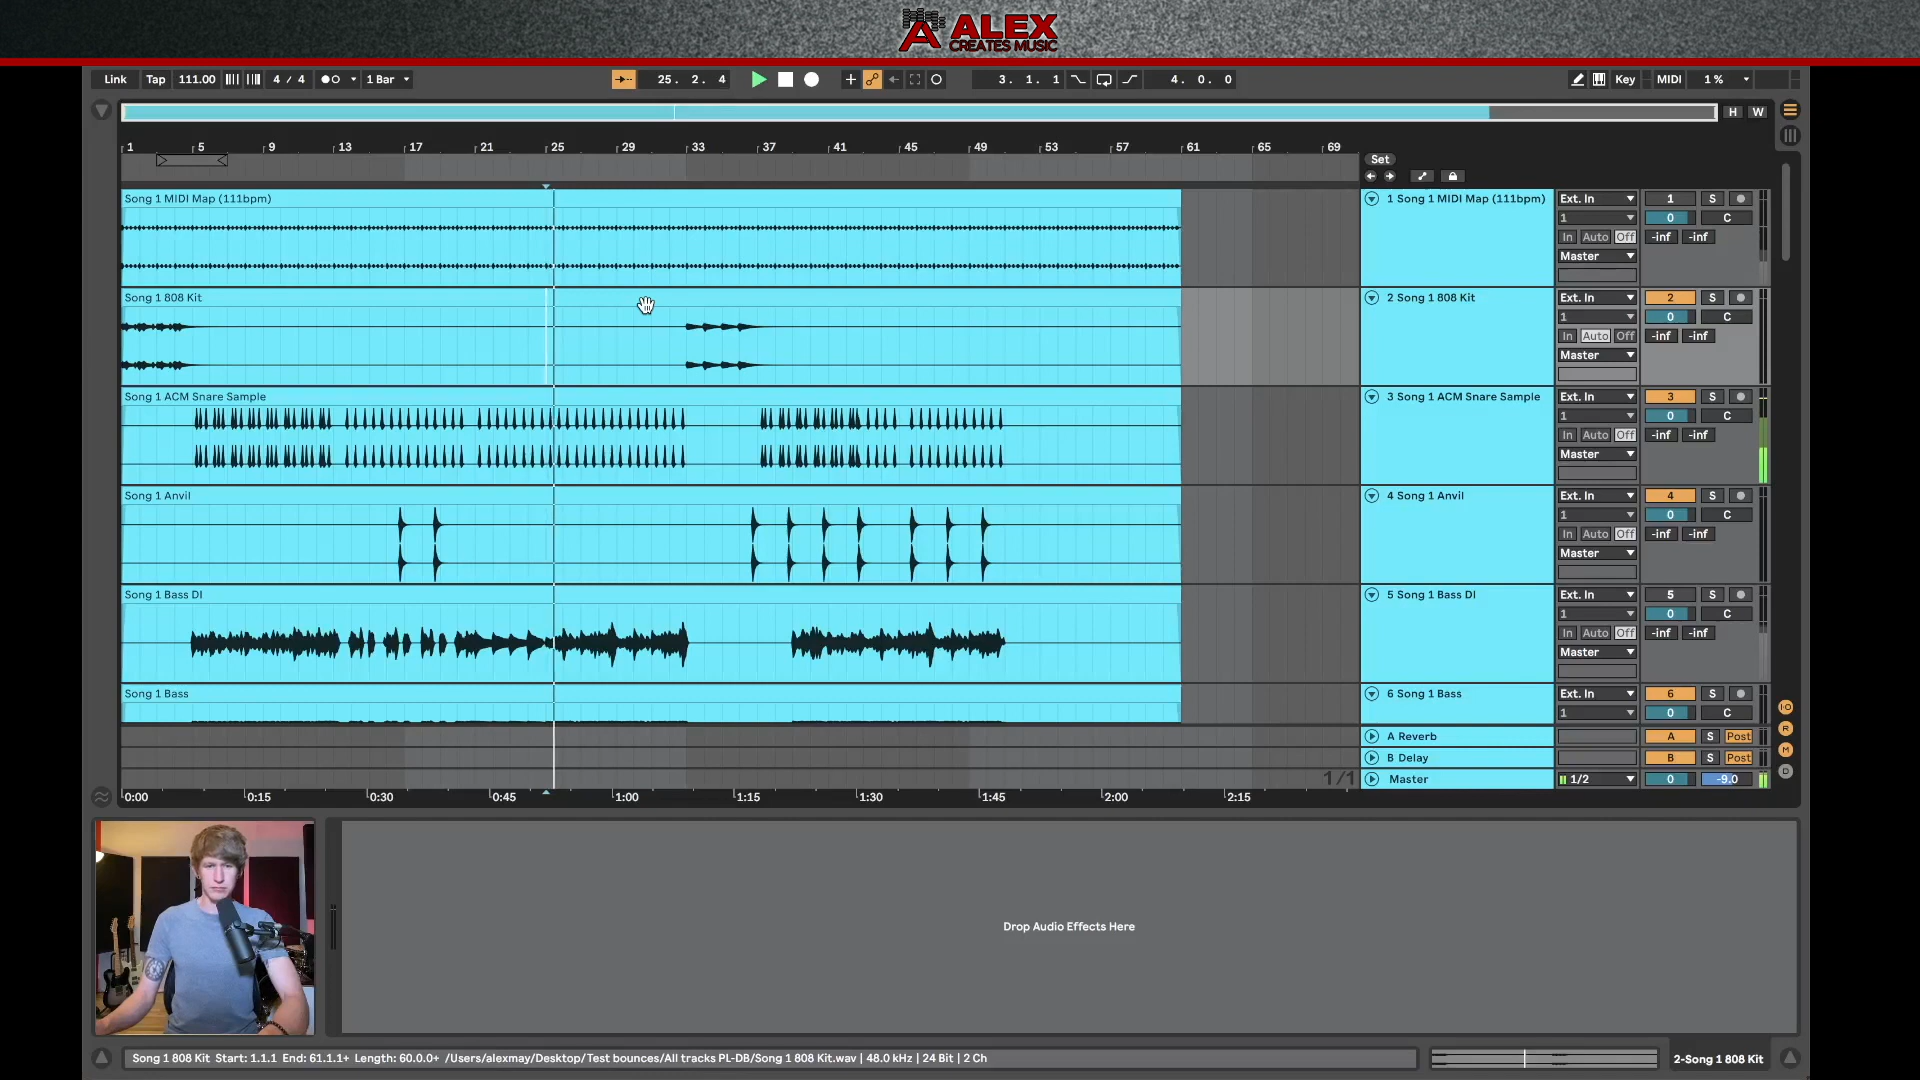 ALEX
CREATES MUSIC
Link Tap 111.00 4 / 4 1 Bar 25. 2. 4 3. 1. 1 4. 0. 0 Key MIDI 1 %
H W
1 5 9 13 17 21 25 29 33 37 41 45 49 53 57 61 65 69
Set
Song 1 MIDI Map (111bpm) 1 Song 1 MIDI Map (111bpm) Ext. In 1 S
1 0 C
In Auto Off -inf -inf
Master
Song 1 808 Kit 2 Song 1 808 Kit Ext. In 2 S
1 0 C
In Auto Off -inf -inf
Master
Song 1 ACM Snare Sample 3 Song 1 ACM Snare Sample Ext. In 3 S
1 0 C
In Auto Off -inf -inf
Master
Song 1 Anvil 4 Song 1 Anvil Ext. In 4 S
1 0 C
In Auto Off -inf -inf
Master
Song 1 Bass DI 5 Song 1 Bass DI Ext. In 5 S
1 0 C
In Auto Off -inf -inf
Master
Song 1 Bass 6 Song 1 Bass Ext. In 6 S
1 0 C
I·O
A Reverb A S Post
R
B Delay B S Post
M
1/1 Master 1/2 0 -9.0
D
0:00 0:15 0:30 0:45 1:00 1:15 1:30 1:45 2:00 2:15
Drop Audio Effects Here
Song 1 808 Kit Start: 1.1.1 End: 61.1.1+ Length: 60.0.0+ /Users/alexmay/Desktop/Test bounces/All tracks PL-DB/Song 1 808 Kit.wav | 48.0 kHz | 24 Bit | 2 Ch
2-Song 1 808 Kit